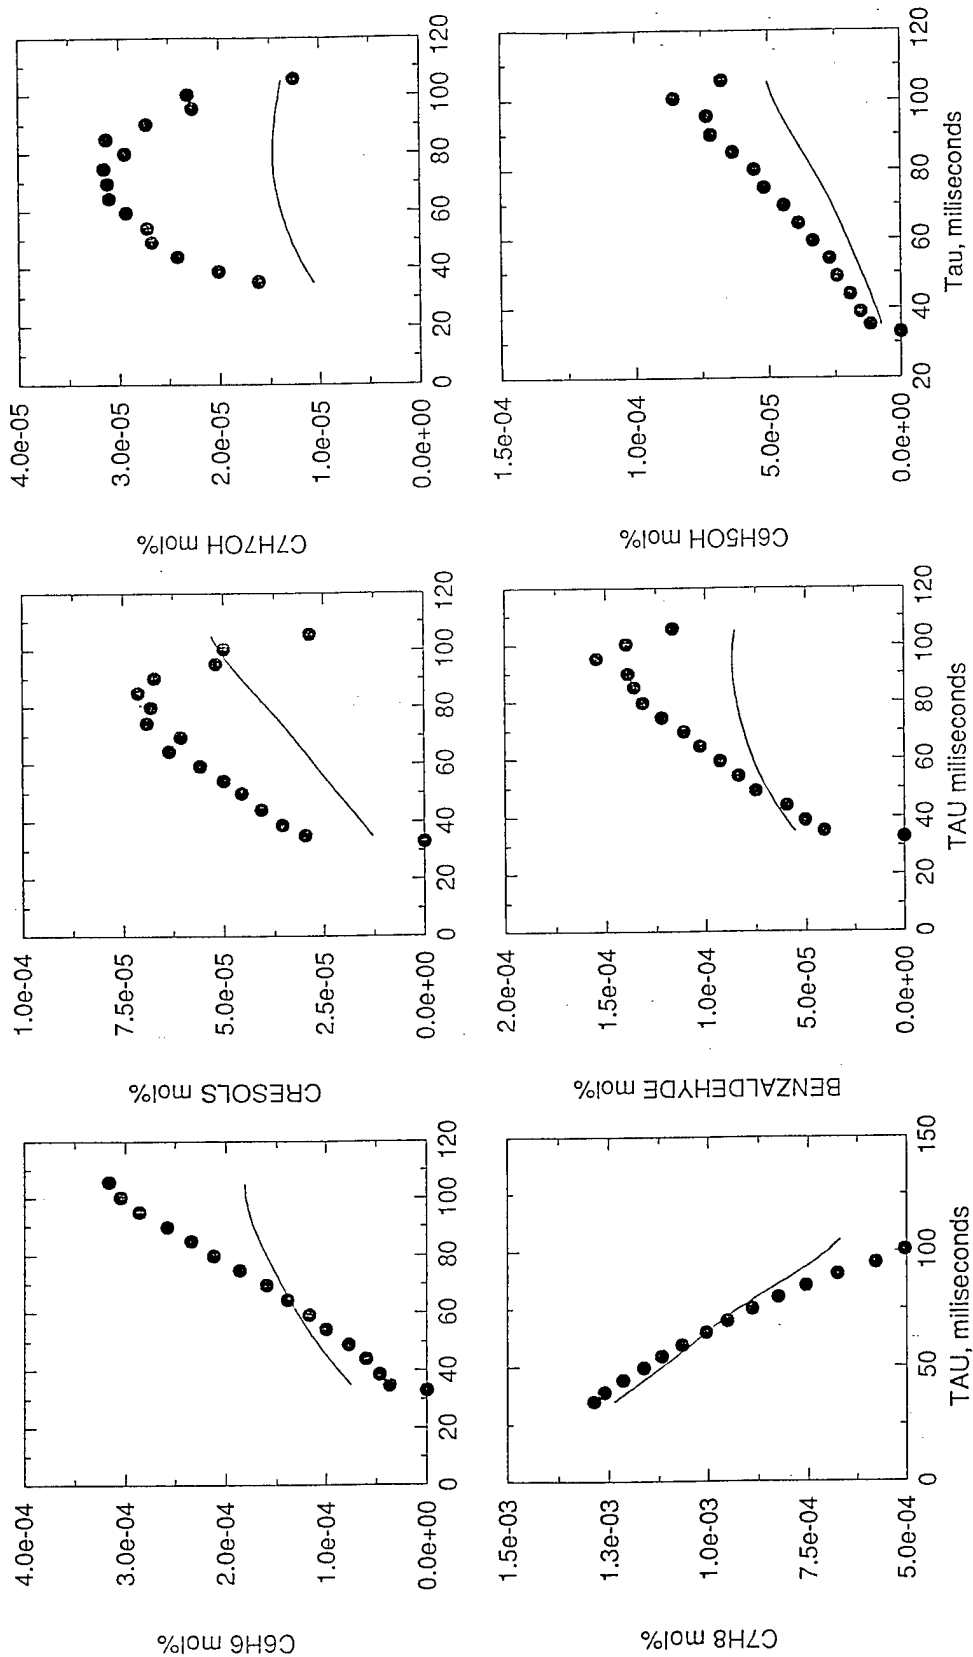 C6H6 mol%
4.0e-04
3.0e-04
2.0e-04
1.0e-04
0.0e+00
0 20 40 60 80 100 120
CRESOLS mol%
1.0e-04
7.5e-05
5.0e-05
2.5e-05
0.0e+00
0 20 40 60 80 100 120
C7H7OH mol%
4.0e-05
3.0e-05
2.0e-05
1.0e-05
0.0e+00
0 20 40 60 80 100 120
C7H8 mol%
1.5e-03
1.3e-03
1.0e-03
7.5e-04
5.0e-04
0 50 100 150
TAU, miliseconds
BENZALDEHYDE mol%
2.0e-04
1.5e-04
1.0e-04
5.0e-05
0.0e+00
0 20 40 60 80 100 120
TAU miliseconds
C6H5OH mol%
1.5e-04
1.0e-04
5.0e-05
0.0e+00
20 40 60 80 100 120
Tau, miliseconds